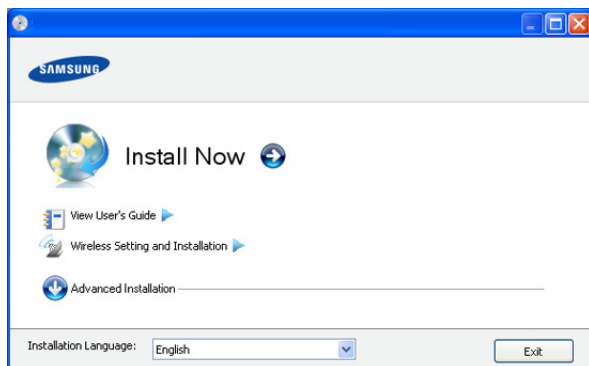 SAMSUNG
Install Now
View User's Guide
Wireless Setting and Installation
Advanced Installation
Installation Language: English Exit